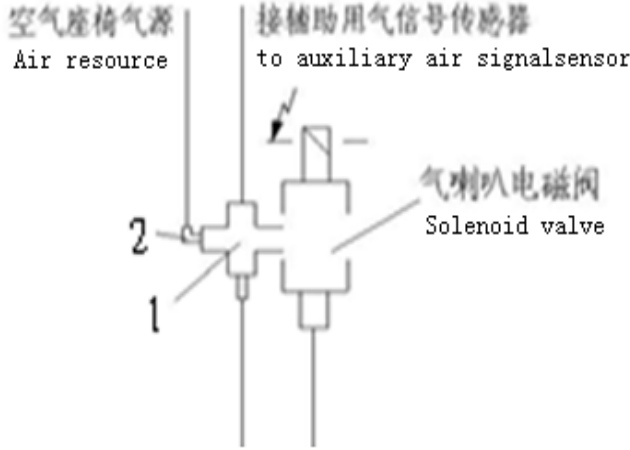 空气座椅气源
Air resource
接辅助用气信号传感器
to auxiliary air signalsensor
气喇叭电磁阀
Solenoid valve
2
1